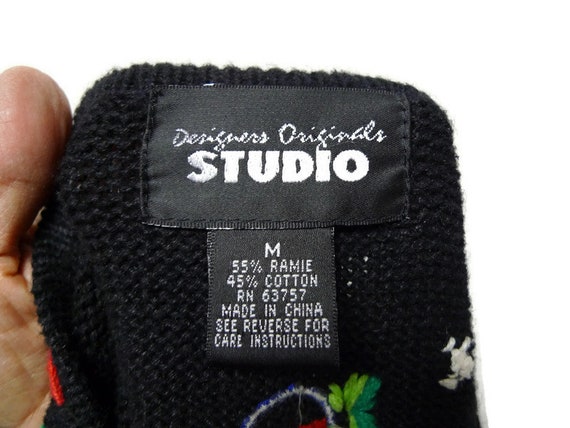 Designers Originals
STUDIO
M
55% RAMIE
45% COTTON
RN 63757
MADE IN CHINA
SEE REVERSE FOR
CARE INSTRUCTIONS